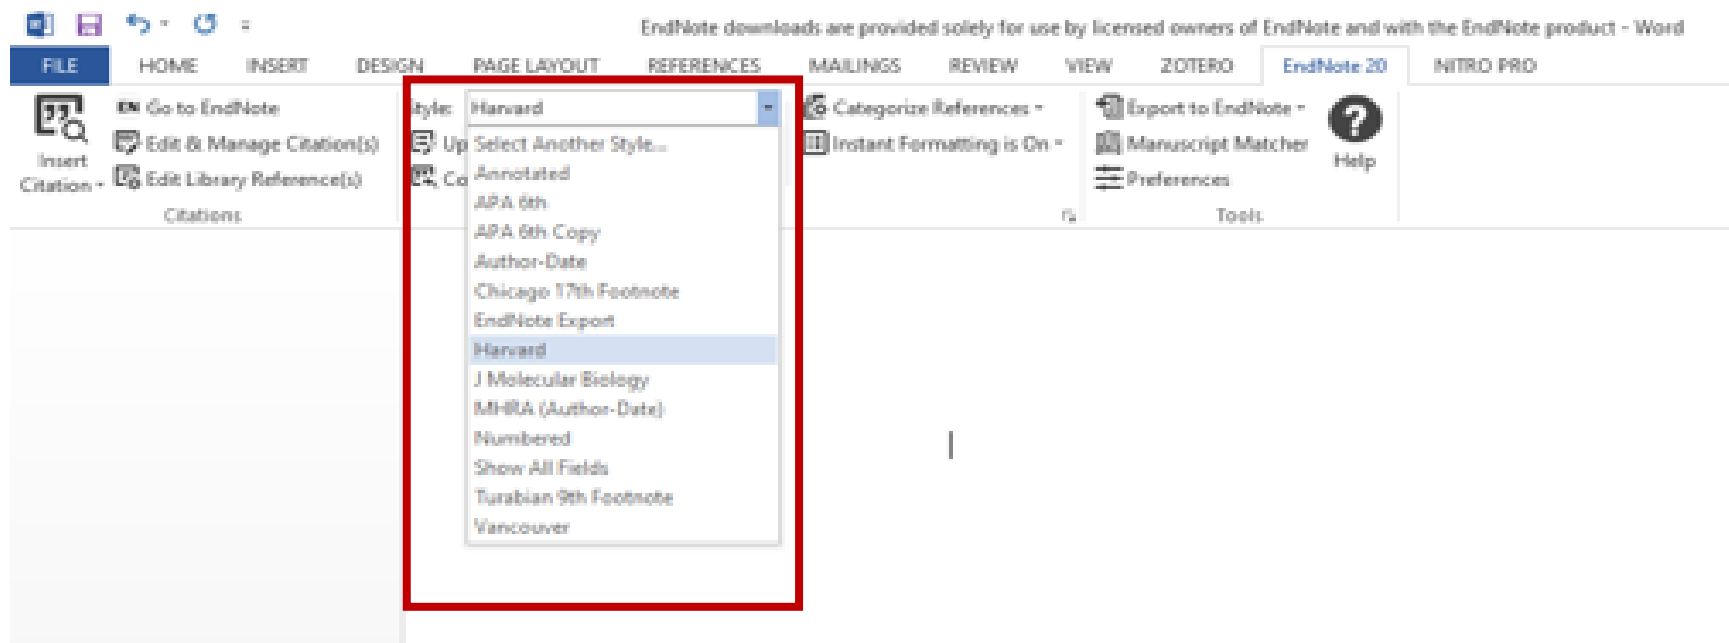 EndNote downloads are provided solely for use by licensed owners of EndNote and with the EndNote product - Word
FILE HOME INSERT DESIGN PAGE LAYOUT REFERENCES MAILINGS REVIEW VIEW ZOTERO EndNote 20 NITRO PRO
Insert
Citation
EN Go to EndNote
Edit & Manage Citation(s)
Edit Library Reference(s)
Citations
Style: Harvard
Up
Co
Select Another Style...
Annotated
APA 6th
APA 6th Copy
Author-Date
Chicago 17th Footnote
EndNote Export
Harvard
J Molecular Biology
MHRA (Author-Date)
Numbered
Show All Fields
Turabian 9th Footnote
Vancouver
Categorize References
Instant Formatting is On
Export to EndNote
Manuscript Matcher
Preferences
Help
Tools